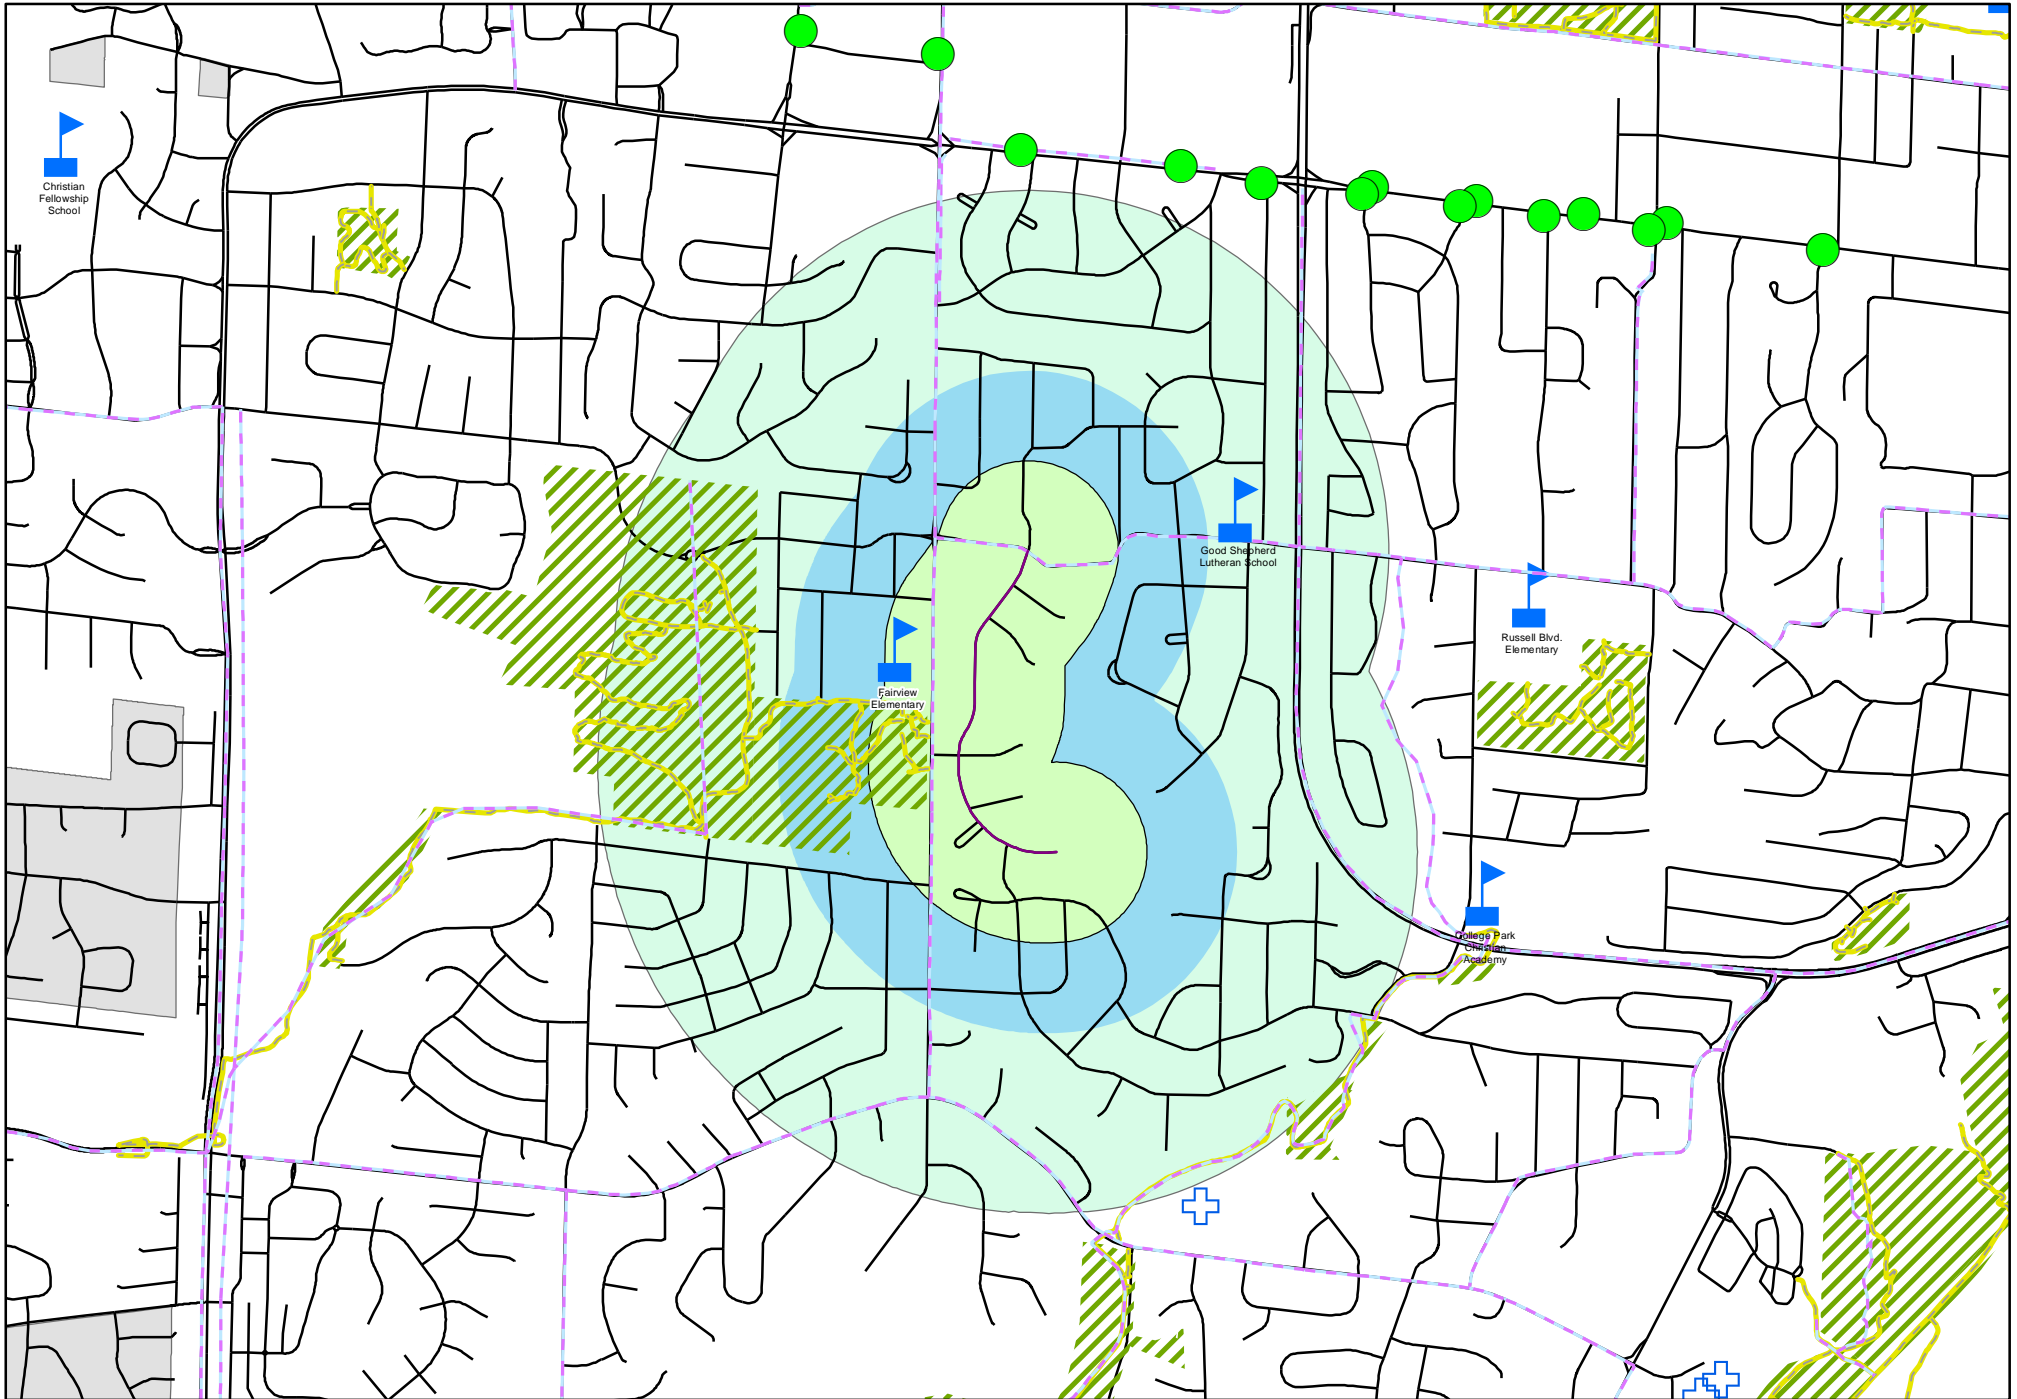 Christian
Fellowship
School
Good Shepherd
Lutheran School
Russell Blvd.
Elementary
Fairview
Elementary
College Park
Christian
Academy